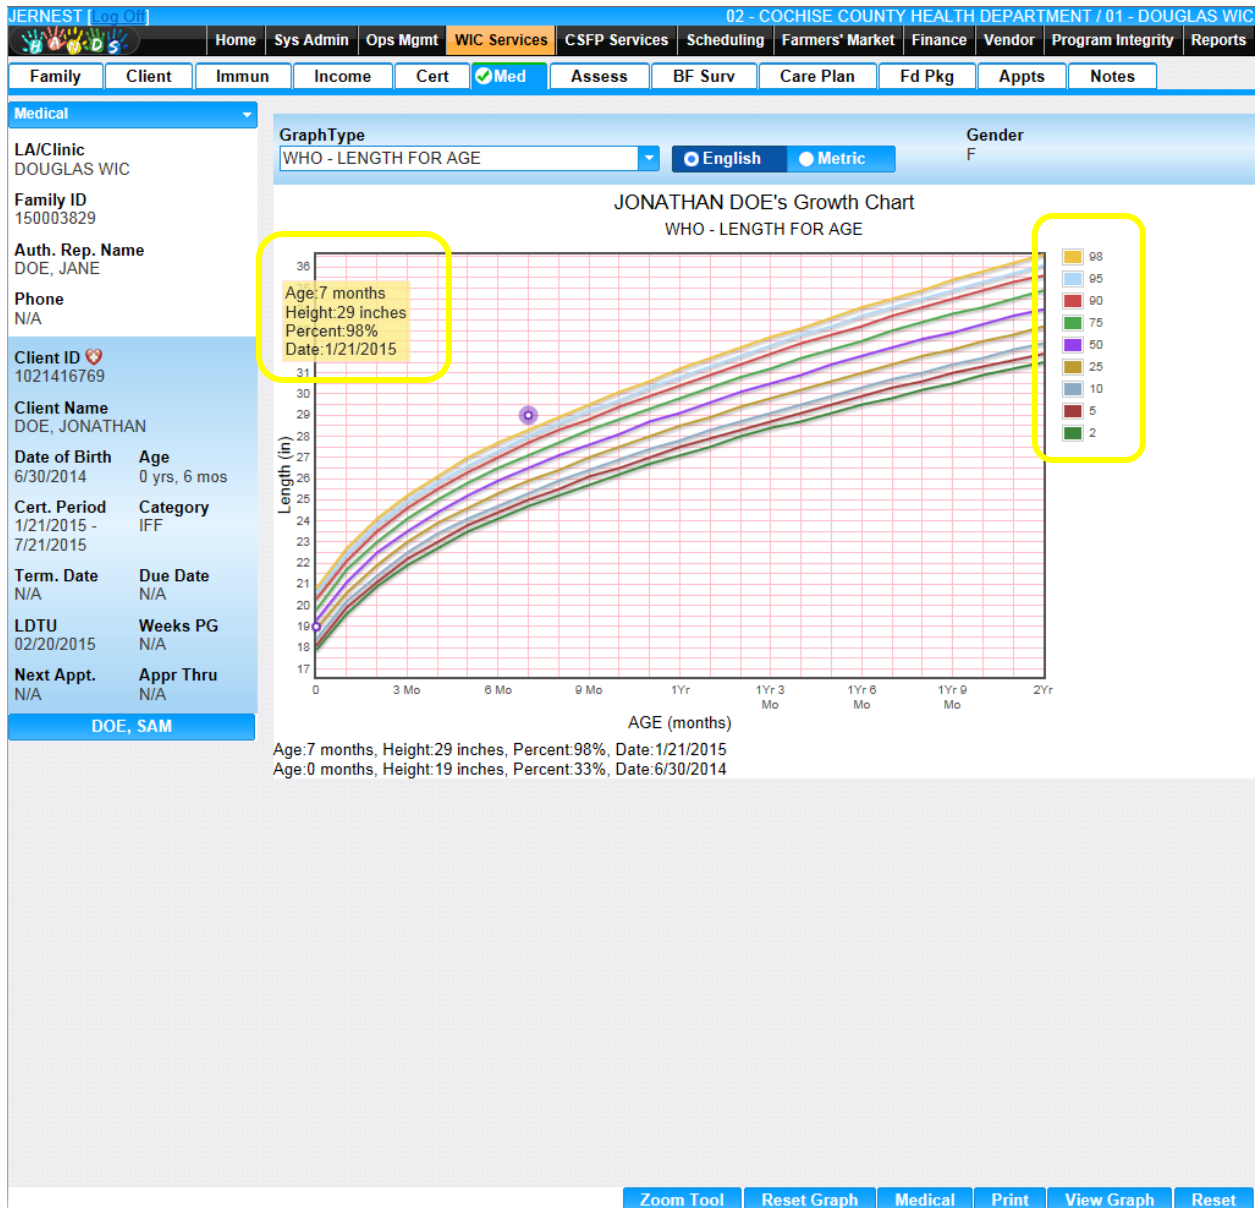 JERNEST [Log Off] 02 - COCHISE COUNTY HEALTH DEPARTMENT / 01 - DOUGLAS WIC
HANDS Home Sys Admin Ops Mgmt WIC Services CSFP Services Scheduling Farmers' Market Finance Vendor Program Integrity Reports
Family Client Immun Income Cert Med Assess BF Surv Care Plan Fd Pkg Appts Notes
Medical
LA/Clinic
DOUGLAS WIC
Family ID
150003829
Auth. Rep. Name
DOE, JANE
Phone
N/A
Client ID
1021416769
Client Name
DOE, JONATHAN
Date of Birth Age
6/30/2014 0 yrs, 6 mos
Cert. Period Category
1/21/2015 - IFF
7/21/2015
Term. Date Due Date
N/A N/A
LDTU Weeks PG
02/20/2015 N/A
Next Appt. Appr Thru
N/A N/A
DOE, SAM
GraphType Gender
WHO - LENGTH FOR AGE English Metric F
JONATHAN DOE's Growth Chart
WHO - LENGTH FOR AGE
36
Age:7 months
Height:29 inches
Percent:98%
Date:1/21/2015
31
30
29
28
27
26
25
24
23
22
21
20
19
18
17
Length (in)
0 3 Mo 6 Mo 9 Mo 1Yr 1Yr 3 Mo 1Yr 6 Mo 1Yr 9 Mo 2Yr
AGE (months)
98
95
90
75
50
25
10
5
2
Age:7 months, Height:29 inches, Percent:98%, Date:1/21/2015
Age:0 months, Height:19 inches, Percent:33%, Date:6/30/2014
Zoom Tool Reset Graph Medical Print View Graph Reset